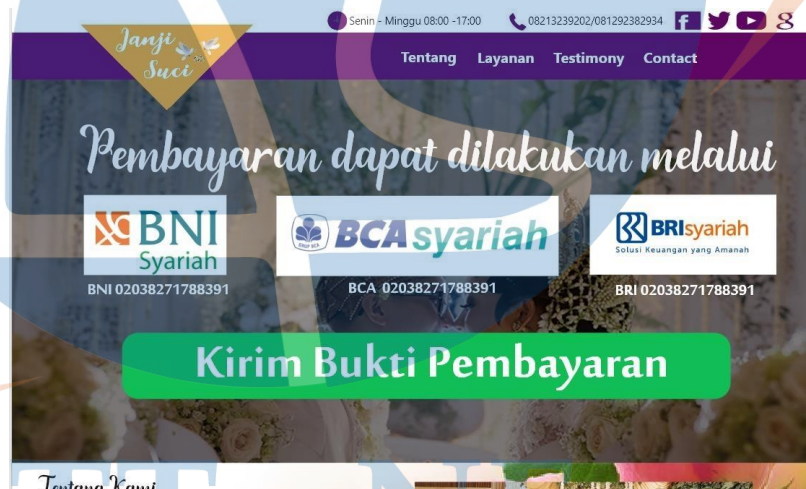 Senin - Minggu 08:00 -17:00
08213239202/081292382934
Janji
Suci
Tentang Layanan Testimony Contact
Pembayaran dapat dilakukan melalui
BNI
Syariah
BCA syariah
GRUP BCA
BRIsyariah
Solusi Keuangan yang Amanah
BNI 02038271788391
BCA 02038271788391
BRI 02038271788391
Kirim Bukti Pembayaran
Tentang Kami